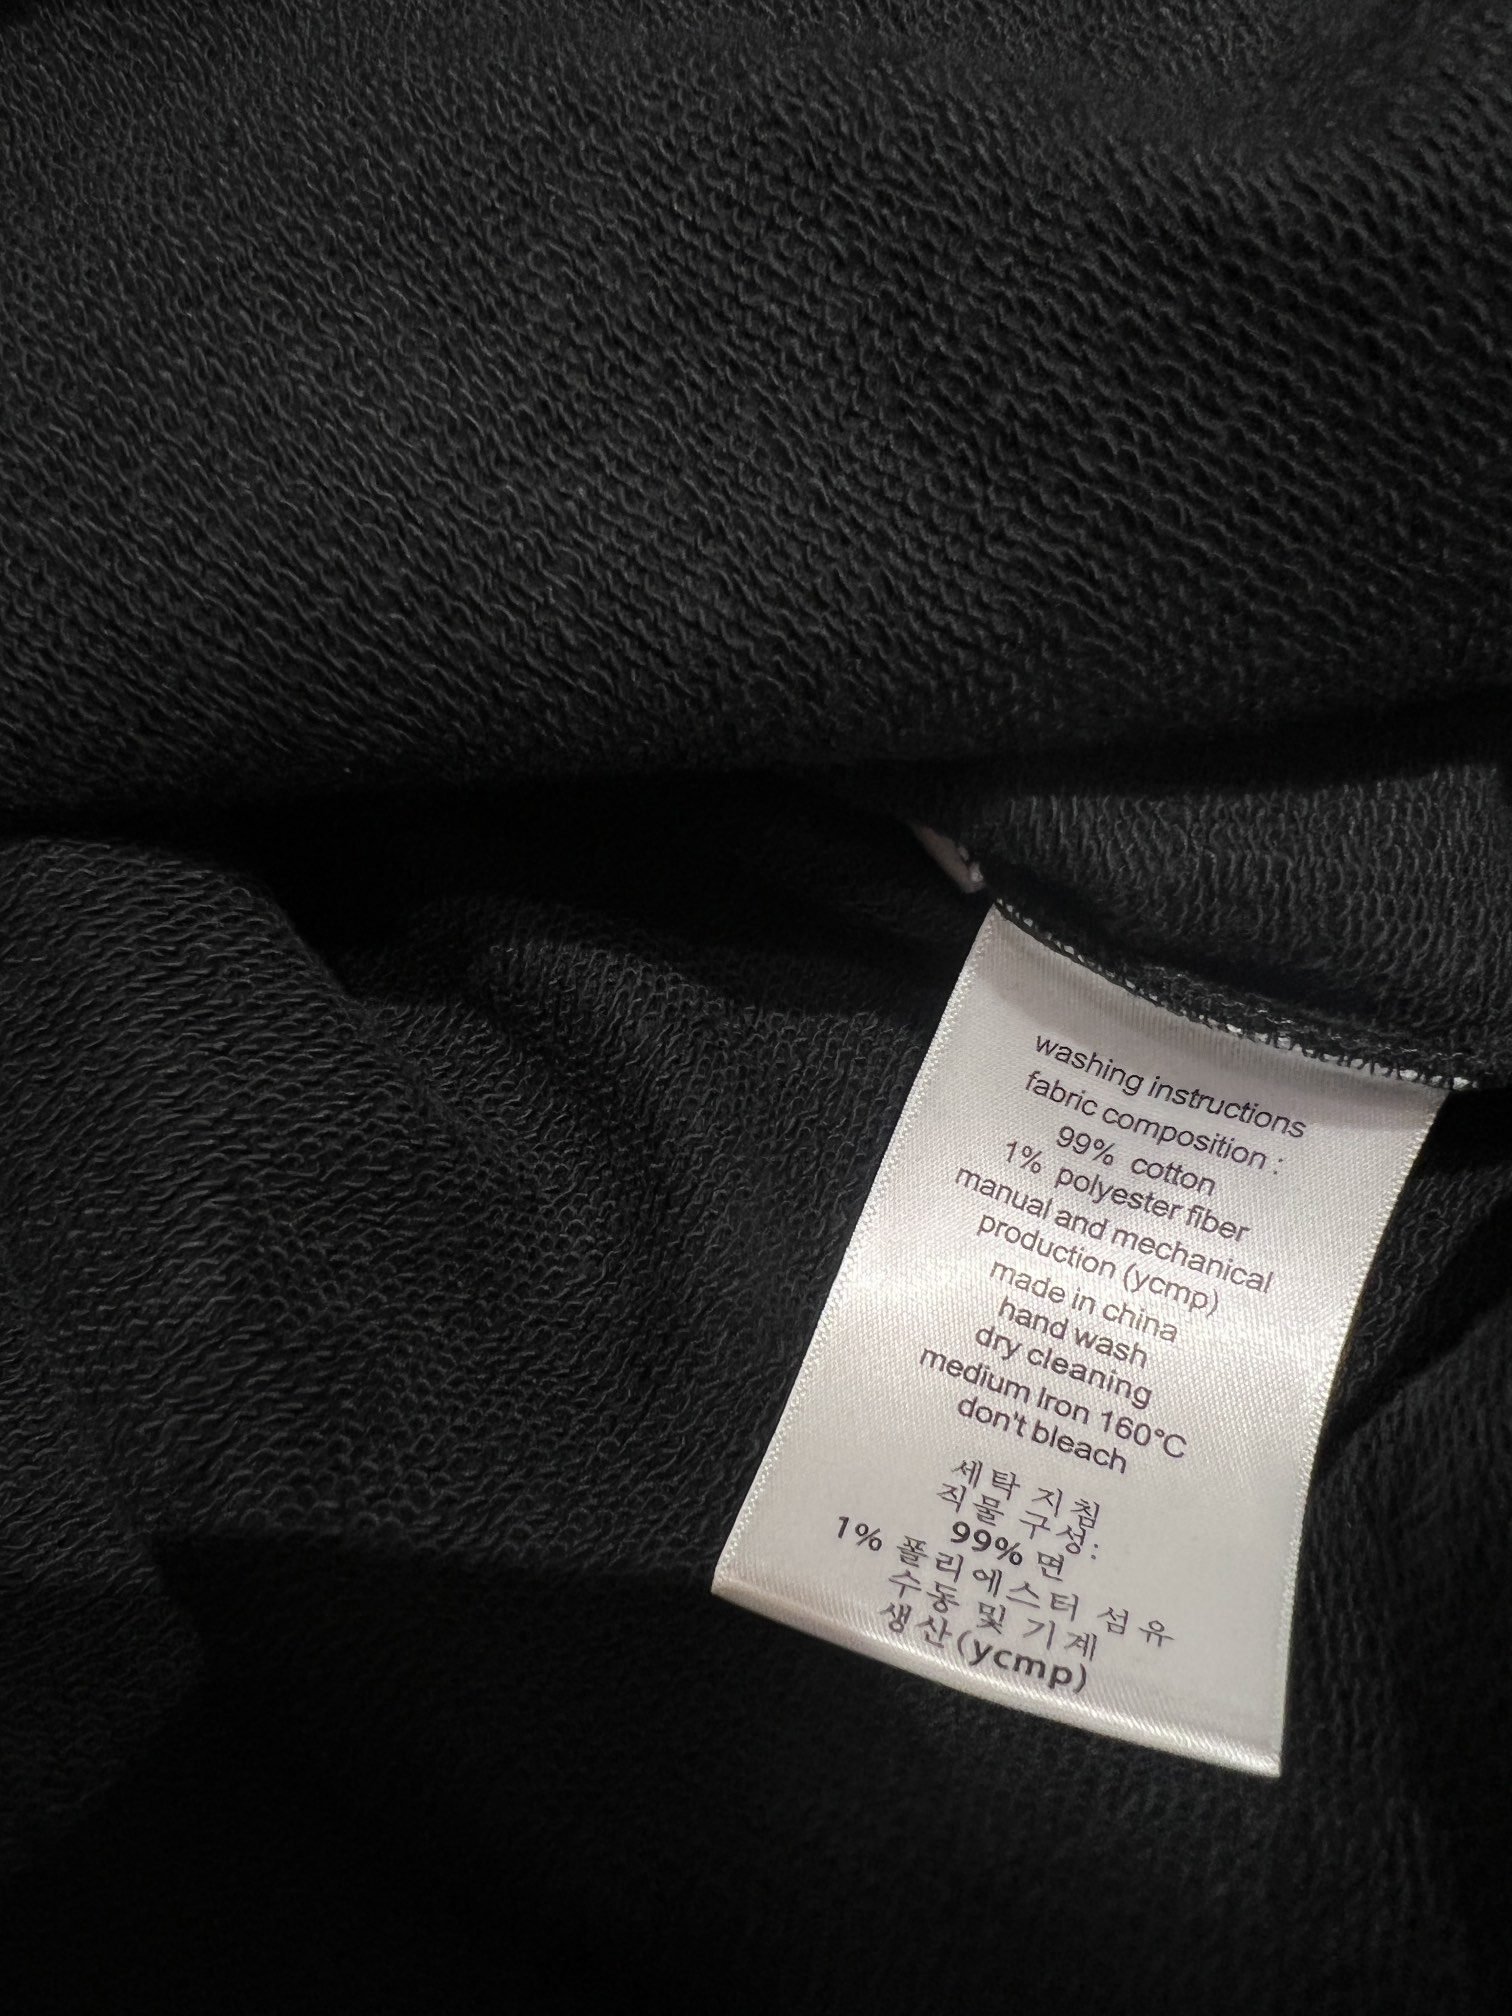 washing instructions
fabric composition :
99% cotton
1% polyester fiber
manual and mechanical
production (ycmp)
made in china
hand wash
dry cleaning
medium Iron 160°C
don't bleach
세탁 지침
직물 구성:
99% 면
1% 폴리에스터 섬유
수동 및 기계
생산(ycmp)